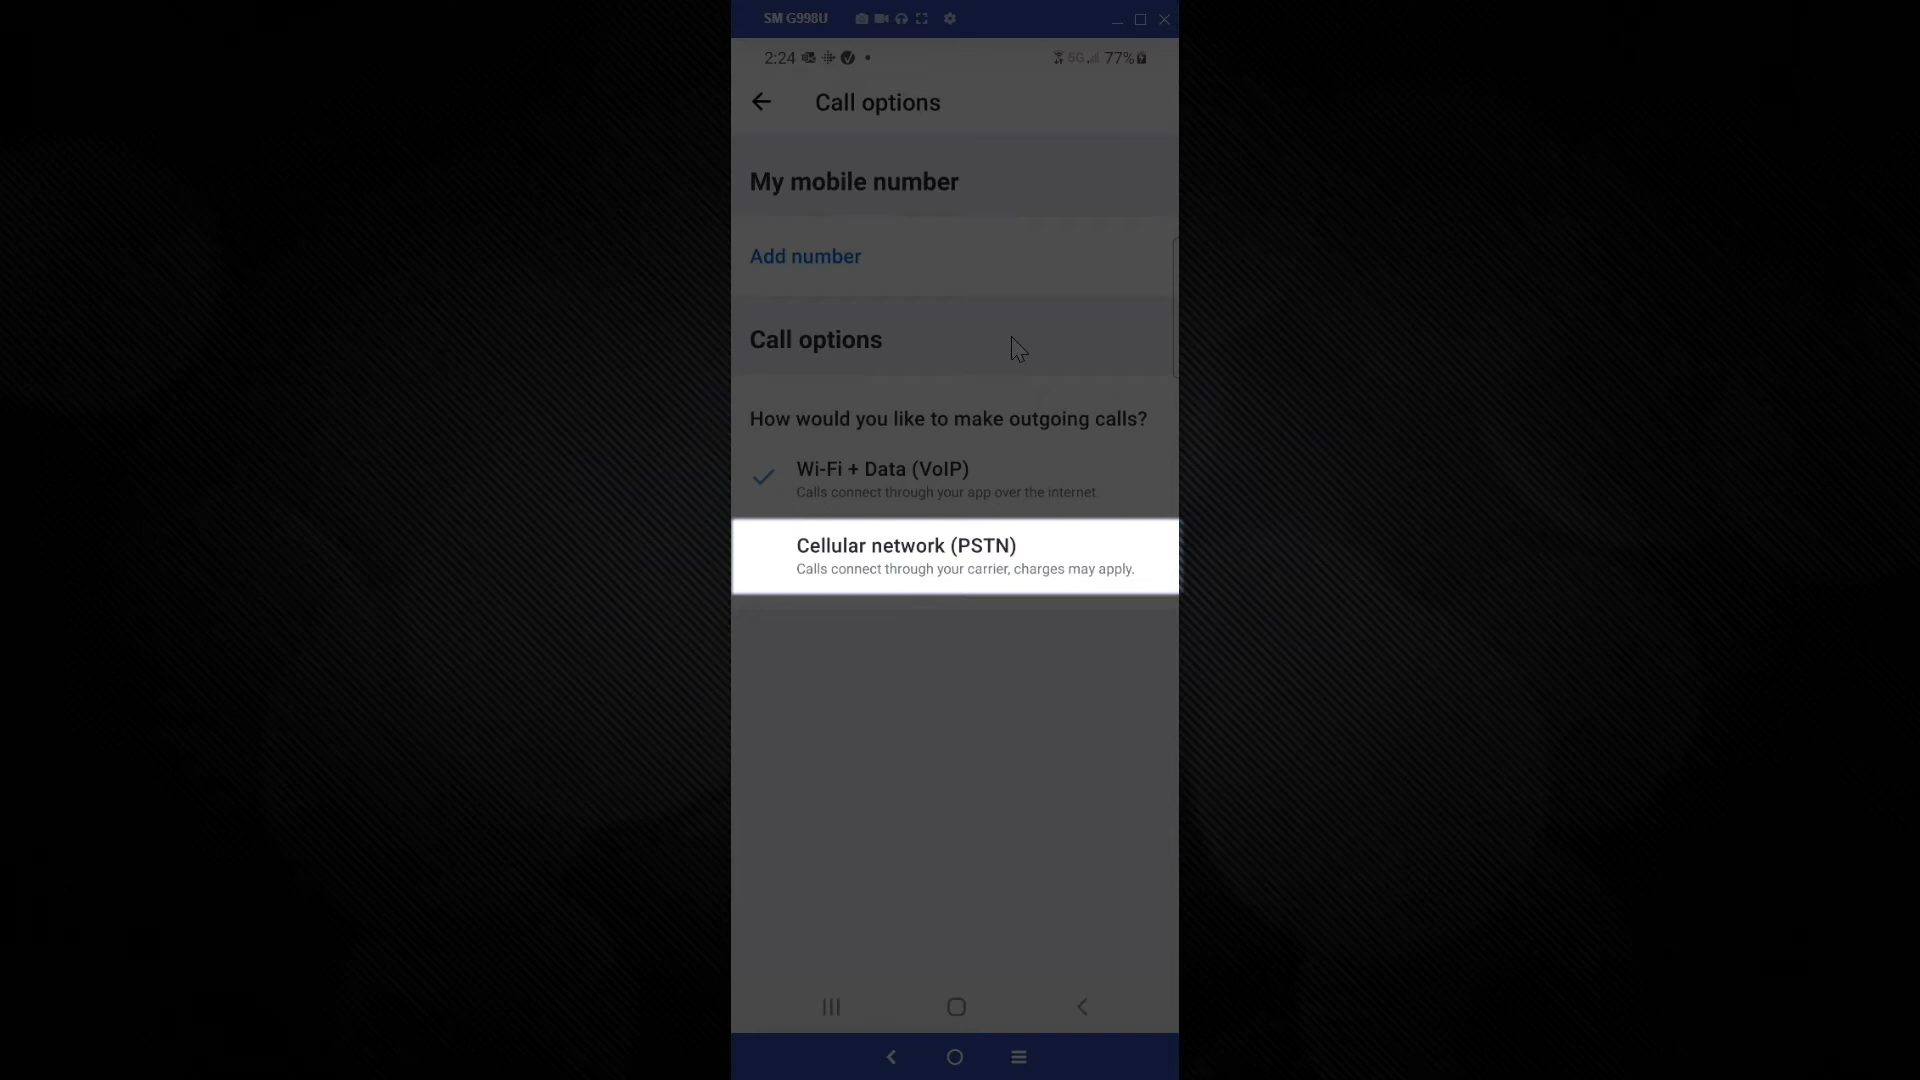 SM G998U
2:24
5G 77%
Call options
My mobile number
Add number
Call options
How would you like to make outgoing calls?
Wi-Fi + Data (VoIP)
Calls connect through your app over the internet.
Cellular network (PSTN)
Calls connect through your carrier, charges may apply.